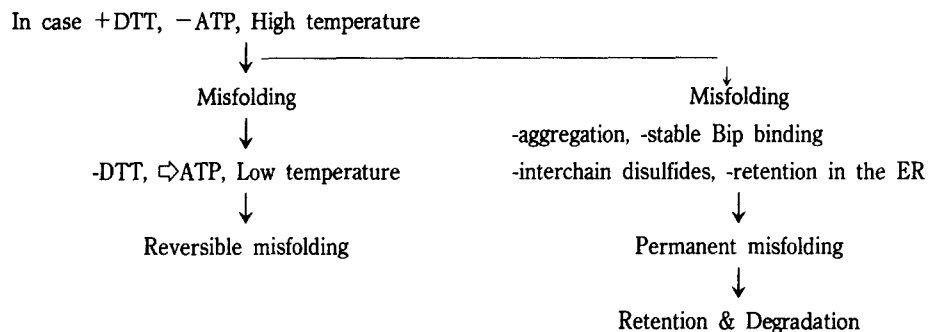 In case +DTT, −ATP, High temperature
Misfolding
-DTT, ⇨ATP, Low temperature
Reversible misfolding
Misfolding
-aggregation, -stable Bip binding
-interchain disulfides, -retention in the ER
Permanent misfolding
Retention & Degradation